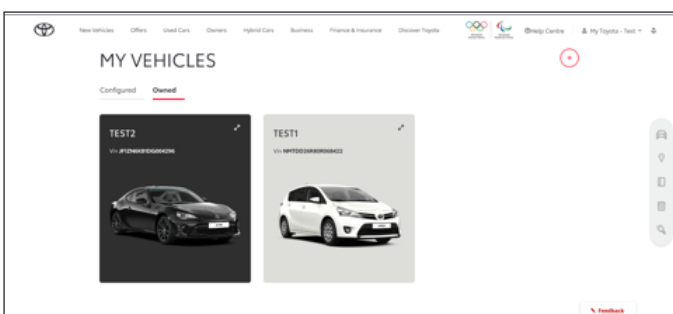 New Vehicles Offers Used Cars Owners Hybrid Cars Business Finance & Insurance Discover Toyota Help Centre My Toyota - Test
MY VEHICLES
Configured Owned
TEST2 TEST1
Feedback